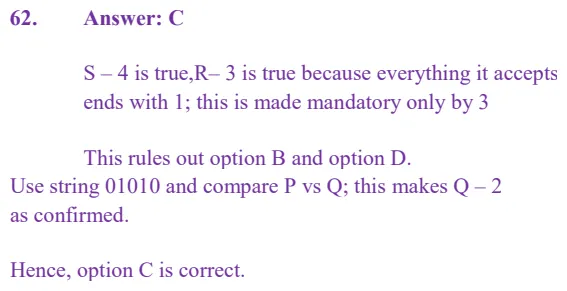 62. Answer: C
S – 4 is true,R– 3 is true because everything it accepts
ends with 1; this is made mandatory only by 3
This rules out option B and option D.
Use string 01010 and compare P vs Q; this makes Q – 2
as confirmed.
Hence, option C is correct.